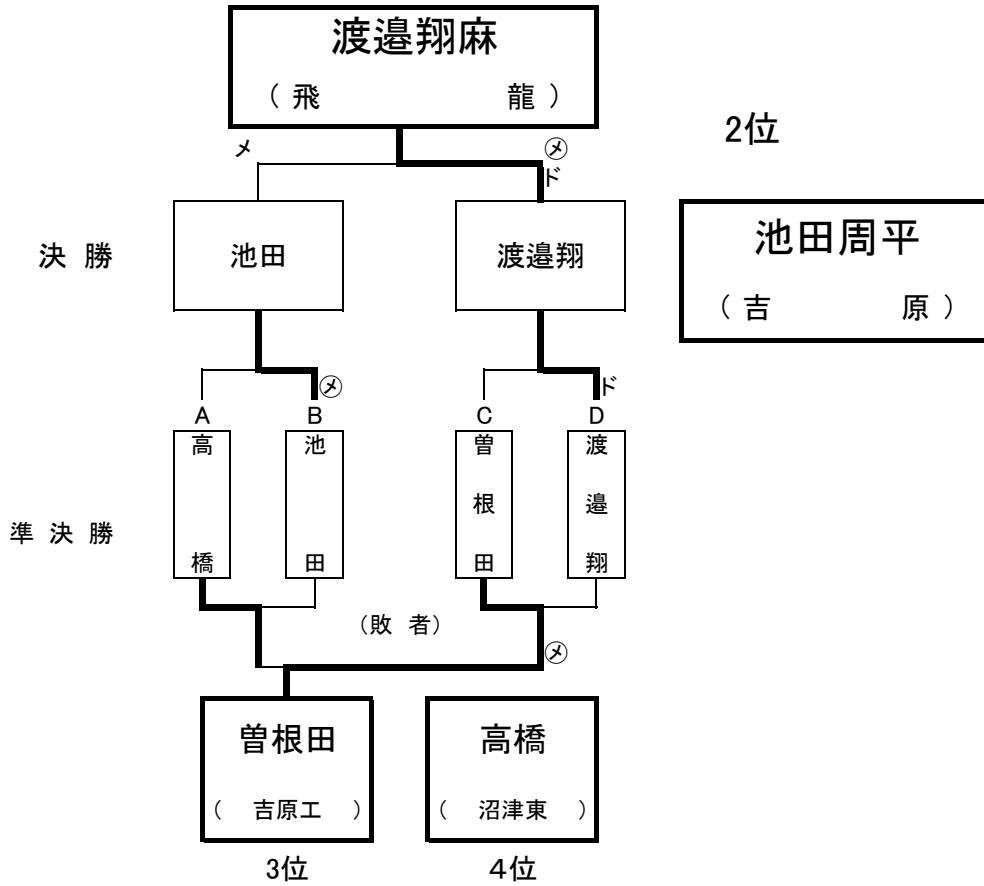 渡邉翔麻
（ 飛 龍 ）
2位
メ ㋱
ド
池田周平
（ 吉 原 ）
決 勝
池田 渡邉翔
㋱ ド
A B C D
高橋 池田 曽根田 渡邉翔
準 決 勝
（敗 者）
㋱
曽根田 高橋
（ 吉原工 ） （ 沼津東 ）
3位 4位